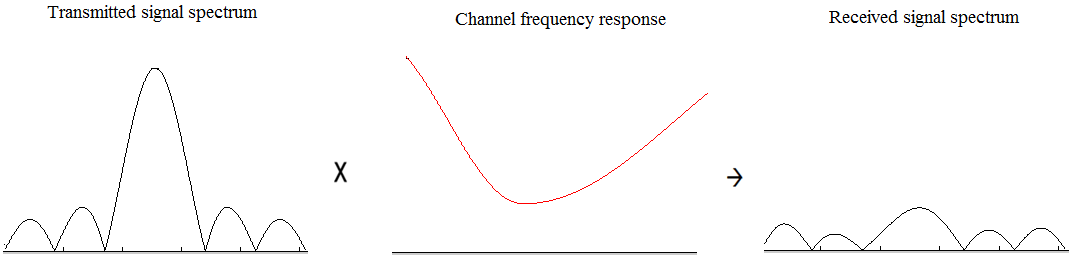 Transmitted signal spectrum
Channel frequency response
Received signal spectrum
X
→